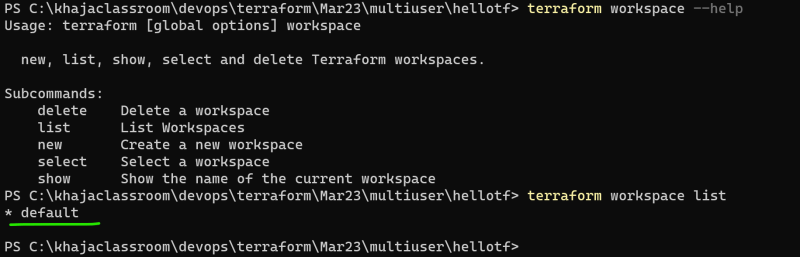 PS C:\khajaclassroom\devops\terraform\Mar23\multiuser\hellotf> terraform workspace --help
Usage: terraform [global options] workspace

  new, list, show, select and delete Terraform workspaces.

Subcommands:
    delete    Delete a workspace
    list      List Workspaces
    new       Create a new workspace
    select    Select a workspace
    show      Show the name of the current workspace
PS C:\khajaclassroom\devops\terraform\Mar23\multiuser\hellotf> terraform workspace list
* default

PS C:\khajaclassroom\devops\terraform\Mar23\multiuser\hellotf>